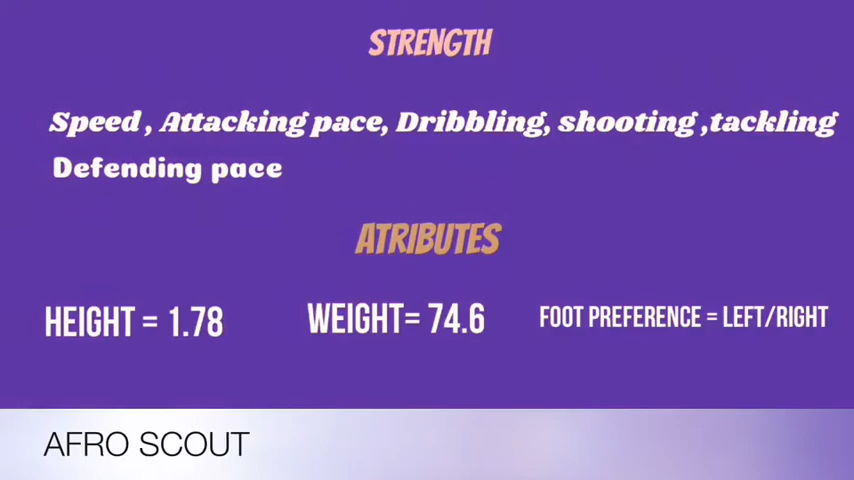 STRENGTH
Speed , Attacking pace, Dribbling, shooting ,tackling
Defending pace
ATRIBUTES
HEIGHT = 1.78 WEIGHT= 74.6 FOOT PREFERENCE = LEFT/RIGHT
AFRO SCOUT